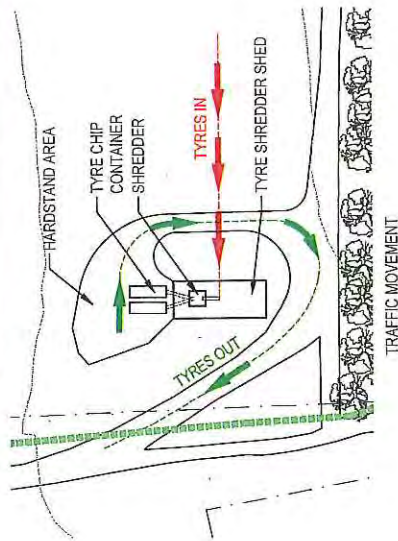 HARDSTAND AREA
TYRE CHIP
CONTAINER
SHREDDER
TYRES IN
TYRE SHREDDER SHED
TYRES OUT
TRAFFIC MOVEMENT